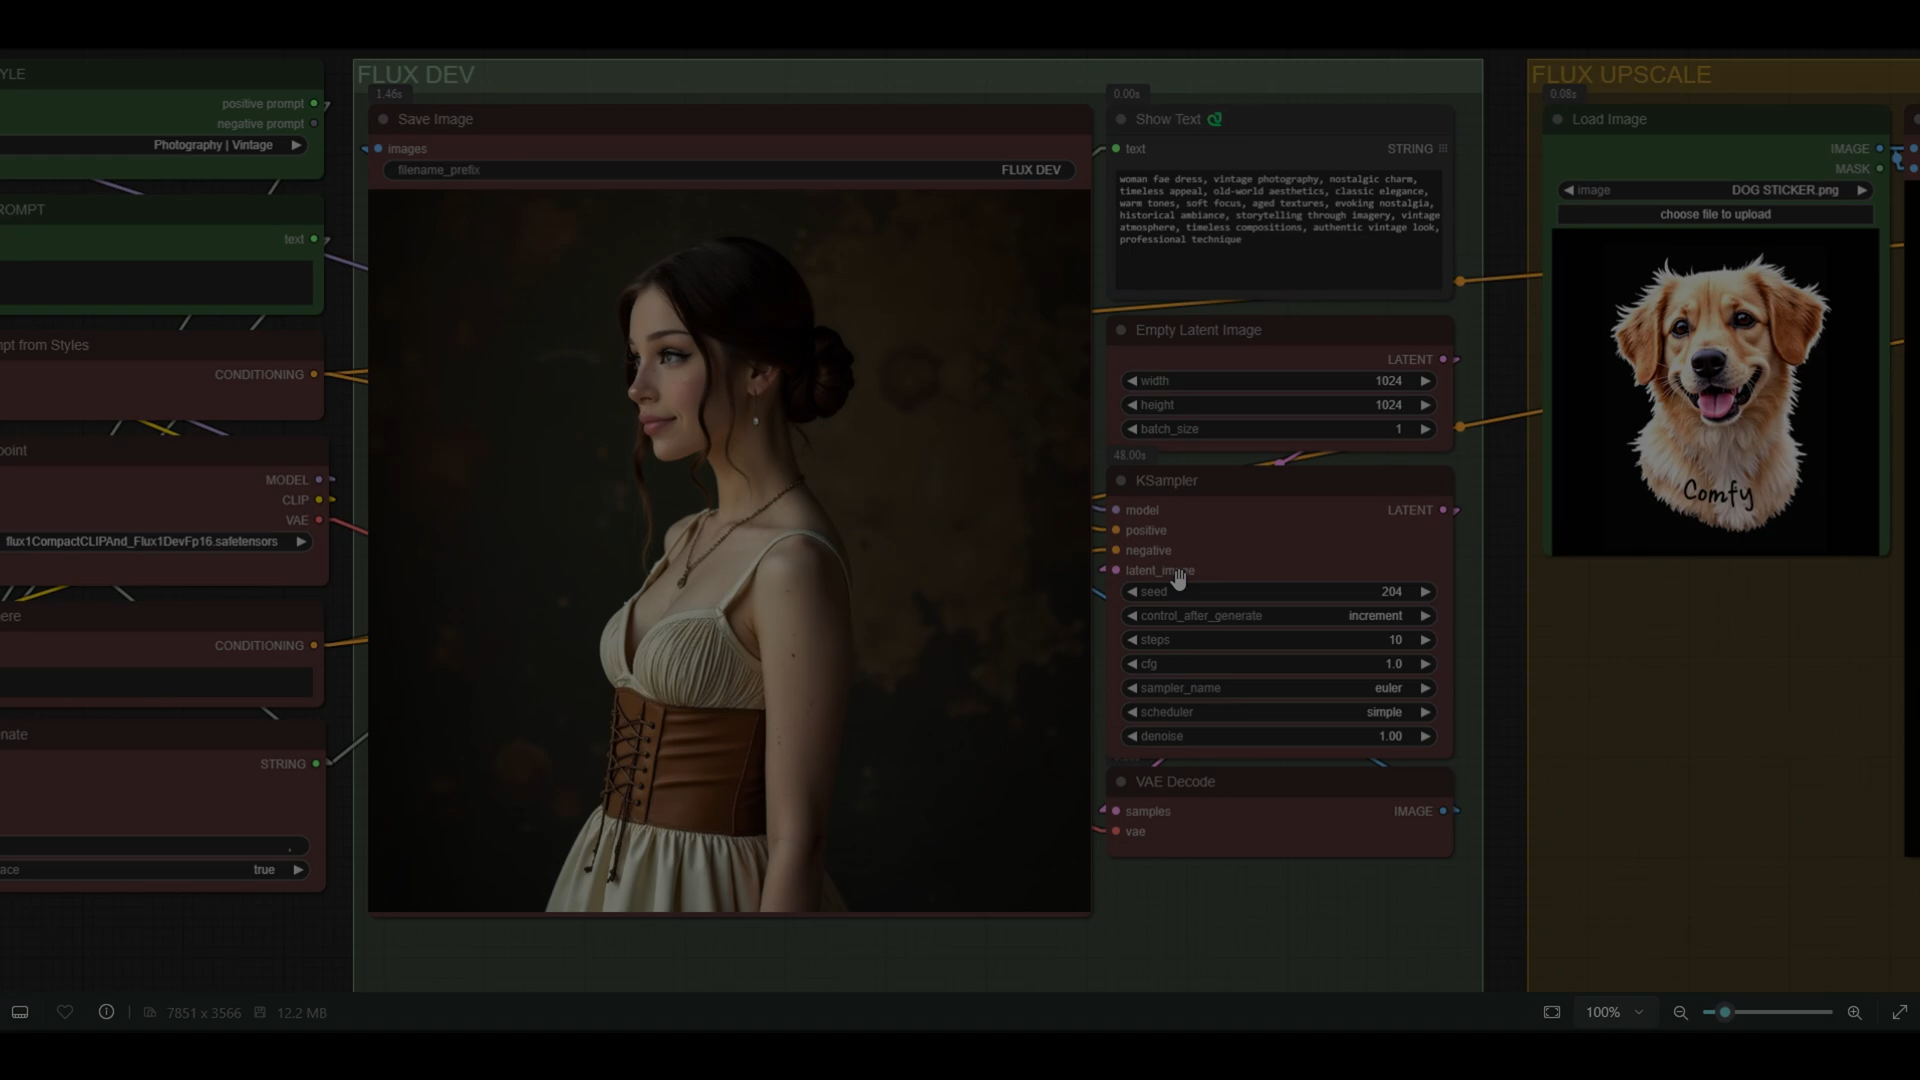 YLE
positive prompt
negative prompt
Photography | Vintage
ROMPT
text
mpt from Styles
CONDITIONING
point
MODEL
CLIP
VAE
flux1CompactCLIPAnd_Flux1DevFp16.safetensors
ere
CONDITIONING
nate
STRING
,
ace
true
FLUX DEV
1.46s
Save Image
images
filename_prefix
FLUX DEV
0.00s
Show Text
text
STRING
woman fae dress, vintage photography, nostalgic charm,
timeless appeal, old-world aesthetics, classic elegance,
warm tones, soft focus, aged textures, evoking nostalgia,
historical ambiance, storytelling through imagery, vintage
atmosphere, timeless compositions, authentic vintage look,
professional technique
Empty Latent Image
LATENT
width 1024
height 1024
batch_size 1
48.00s
KSampler
model
LATENT
positive
negative
latent_image
seed 204
control_after_generate increment
steps 10
cfg 1.0
sampler_name euler
scheduler simple
denoise 1.00
VAE Decode
samples
IMAGE
vae
FLUX UPSCALE
0.08s
Load Image
IMAGE
MASK
image DOG STICKER.png
choose file to upload
Comfy
7851 x 3566
12.2 MB
100%